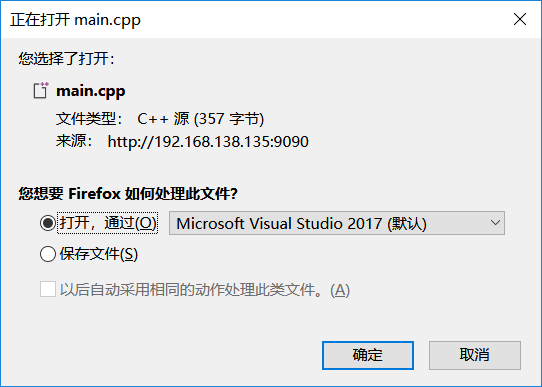 正在打开 main.cpp
您选择了打开：
main.cpp
文件类型： C++ 源 (357 字节)
来源： http://192.168.138.135:9090
您想要 Firefox 如何处理此文件？
打开，通过(O) Microsoft Visual Studio 2017 (默认)
保存文件(S)
以后自动采用相同的动作处理此类文件。(A)
确定 取消